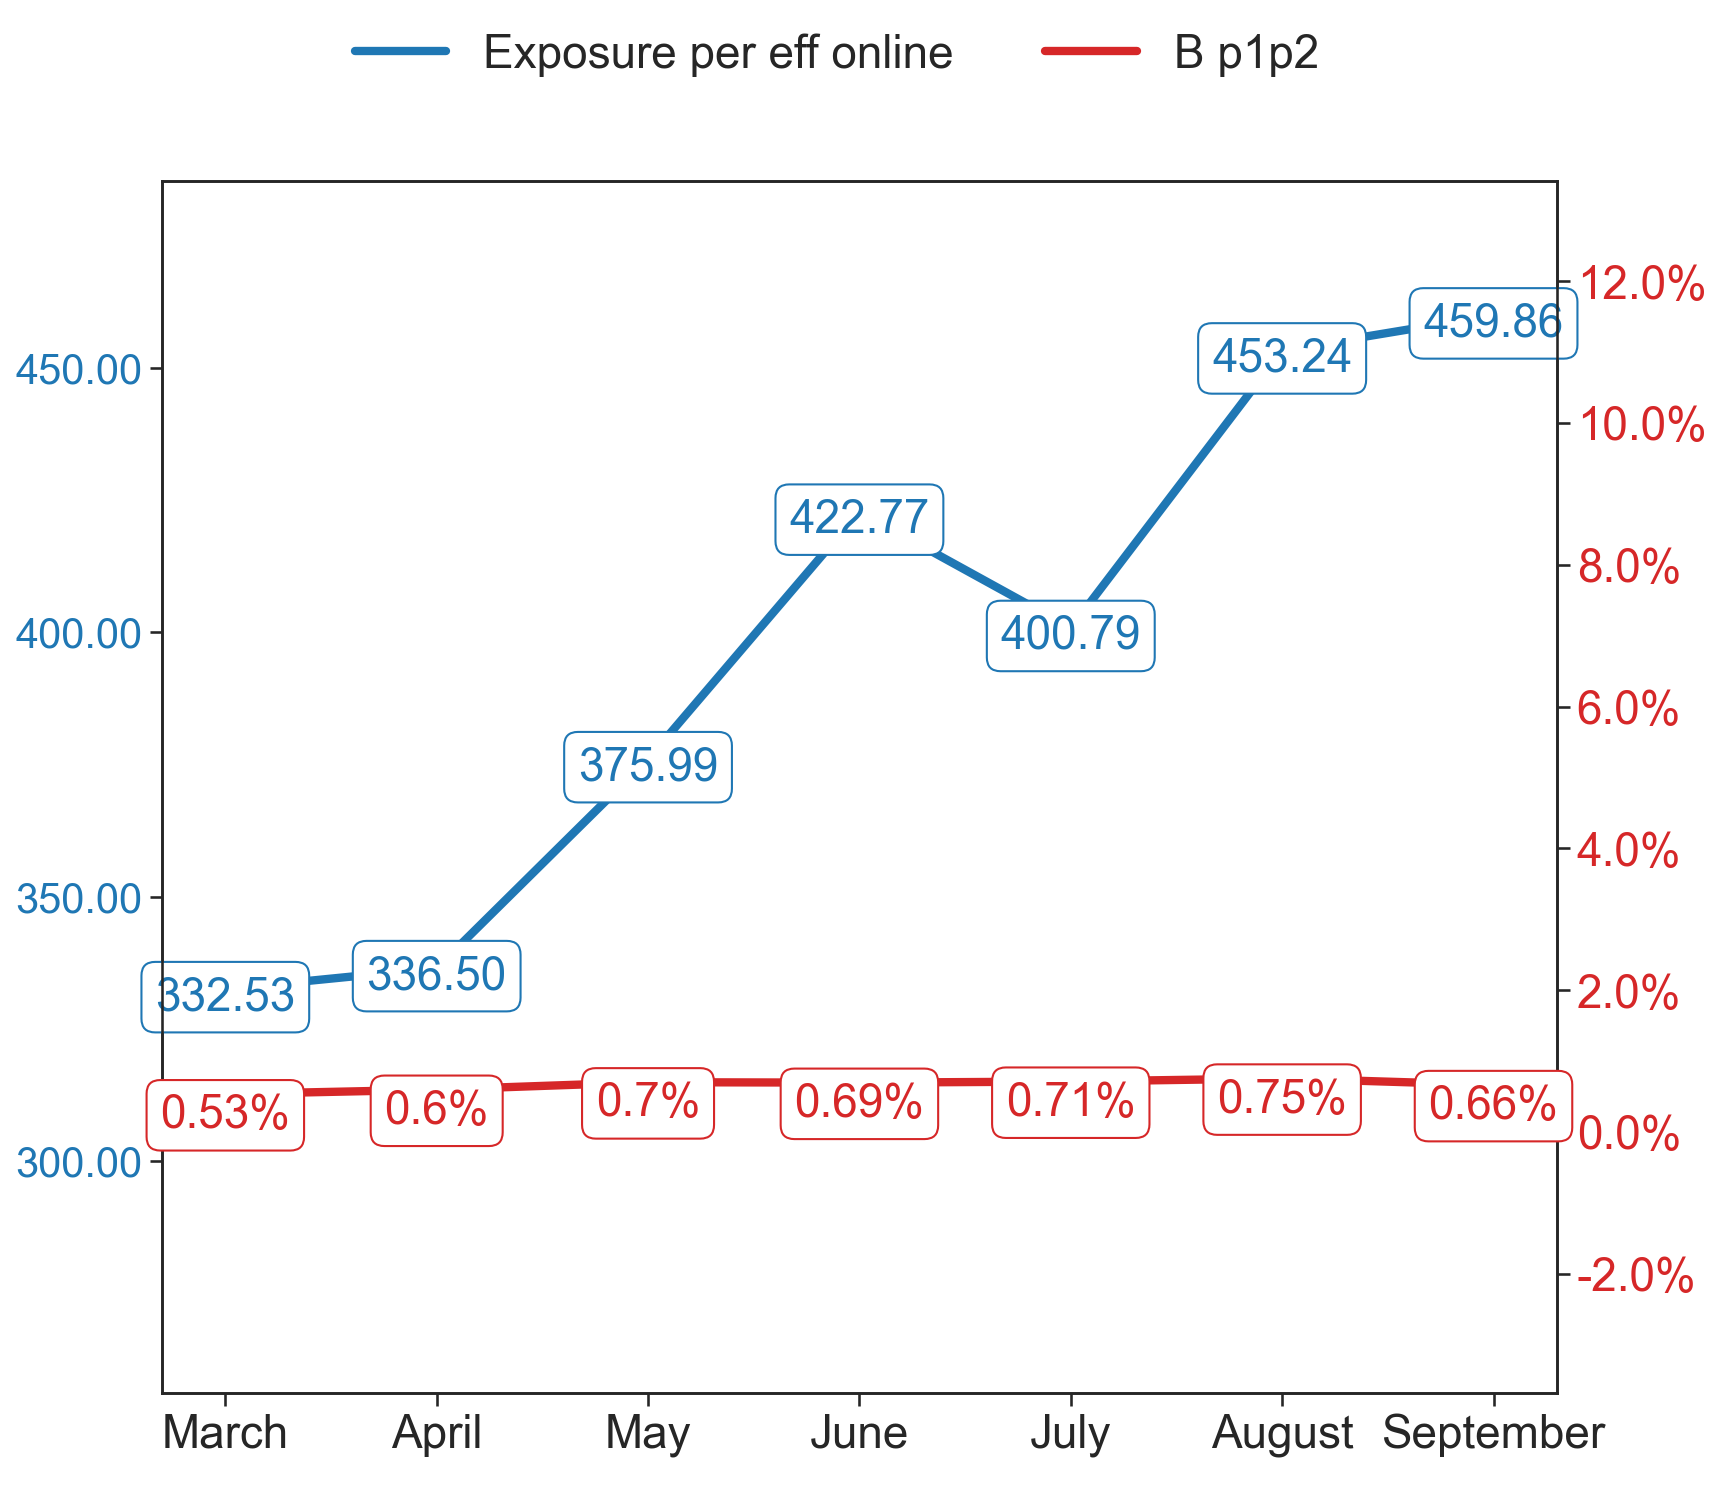 Exposure per eff online
B p1p2
12.0%
459.86
453.24
450.00
10.0%
422.77
8.0%
400.00
400.79
6.0%
375.99
4.0%
350.00
336.50
332.53
2.0%
0.53%
0.6%
0.7%
0.69%
0.71%
0.75%
0.66%
0.0%
300.00
-2.0%
March
April
May
June
July
August
September